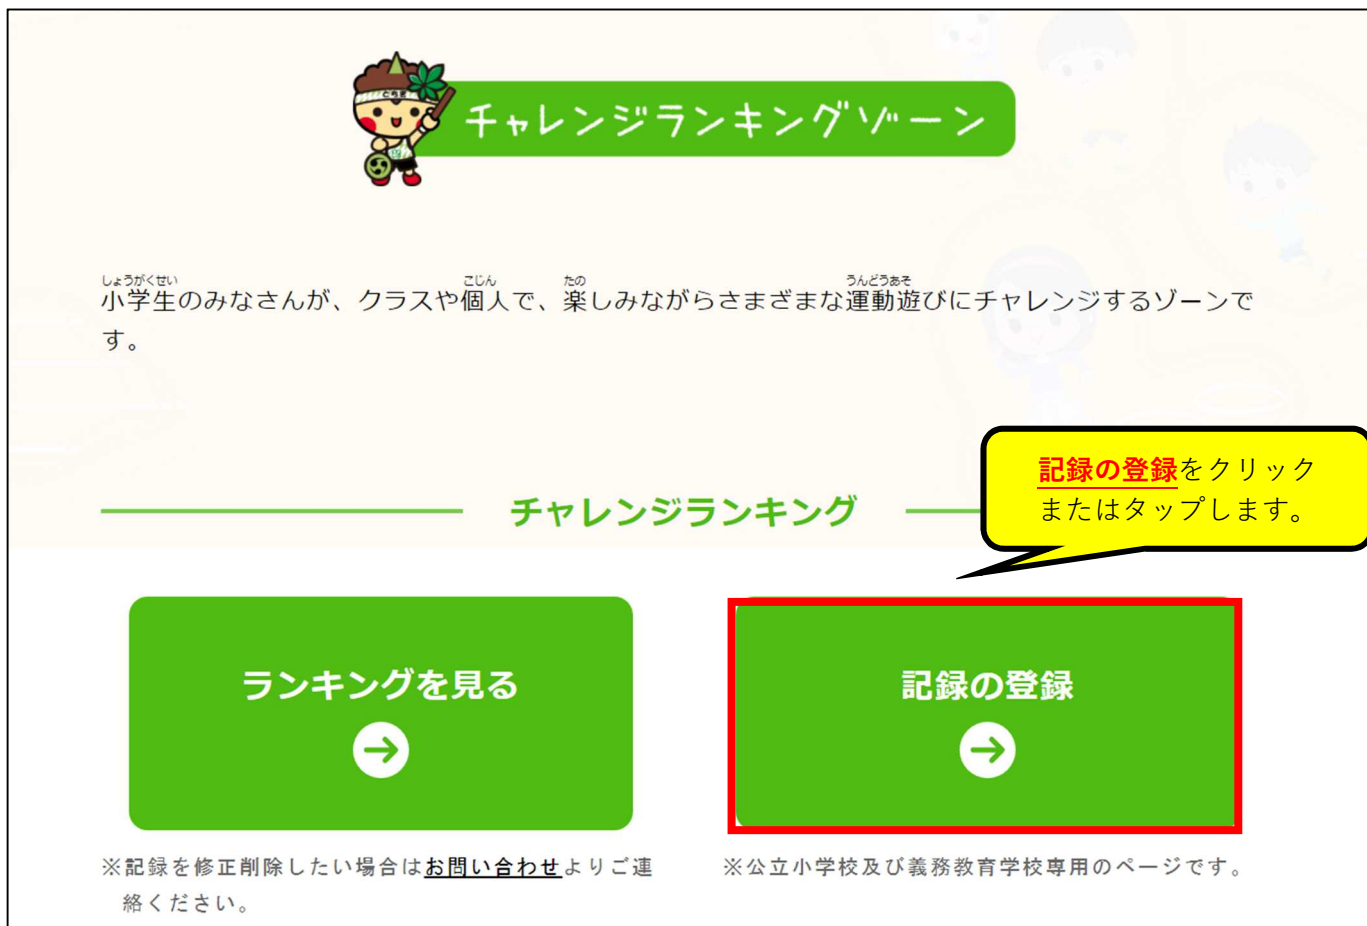 とちまる
チャレンジランキングゾーン
小学生のみなさんが、クラスや個人で、楽しみながらさまざまな運動遊びにチャレンジするゾーンで
す。
記録の登録をクリック
またはタップします。
チャレンジランキング
ランキングを見る
記録の登録
※記録を修正削除したい場合はお問い合わせよりご連
絡ください。
※公立小学校及び義務教育学校専用のページです。